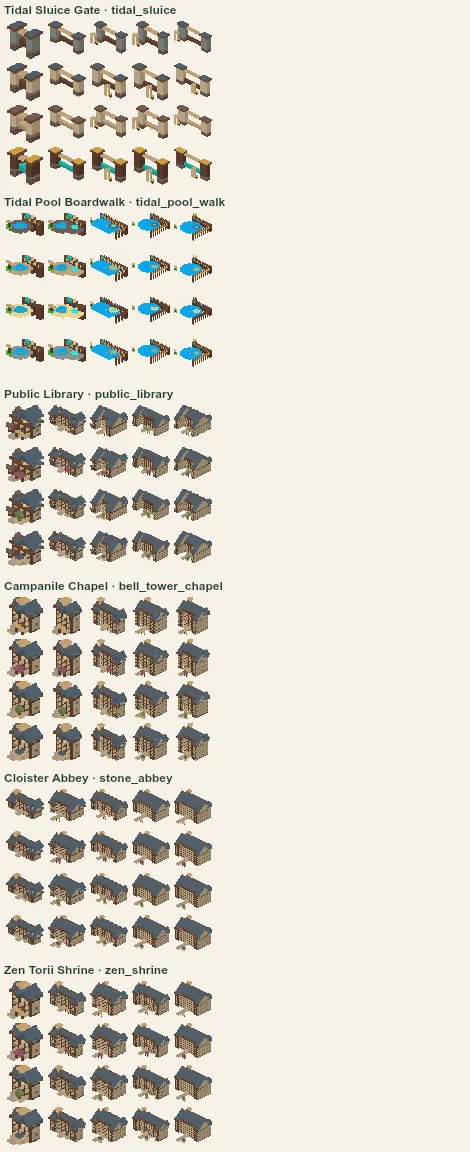 Tidal Sluice Gate · tidal_sluice
Tidal Pool Boardwalk · tidal_pool_walk
Public Library · public_library
Campanile Chapel · bell_tower_chapel
Cloister Abbey · stone_abbey
Zen Torii Shrine · zen_shrine